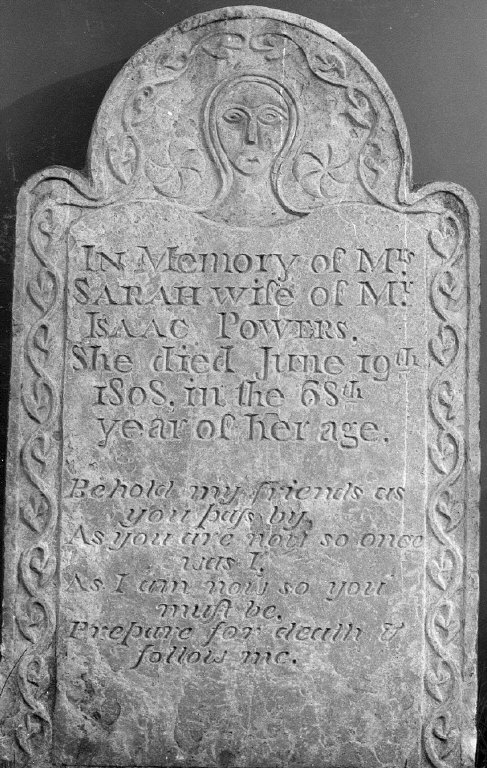 IN Memory of Mrs
SARAH wife of Mr
ISAAC POWERS.
She died June 19th
1808. in the 68th
year of her age.
Behold my friends as
you paſs by,
As you are now so once
was I,
As I am now so you
muſt be.
Prepare for death &
follow me.